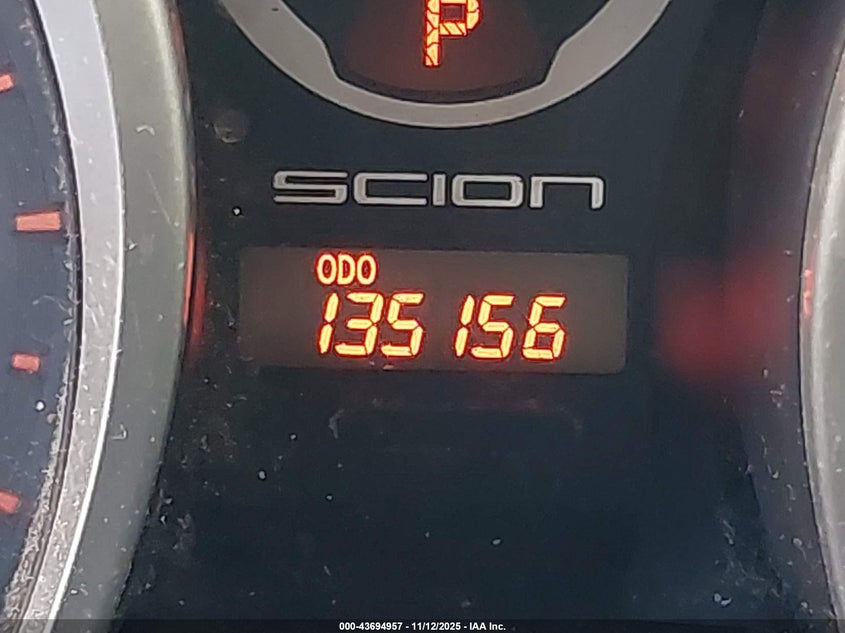 P
SCION
ODO
135156
000-43694957 - 11/12/2025 - IAA Inc.